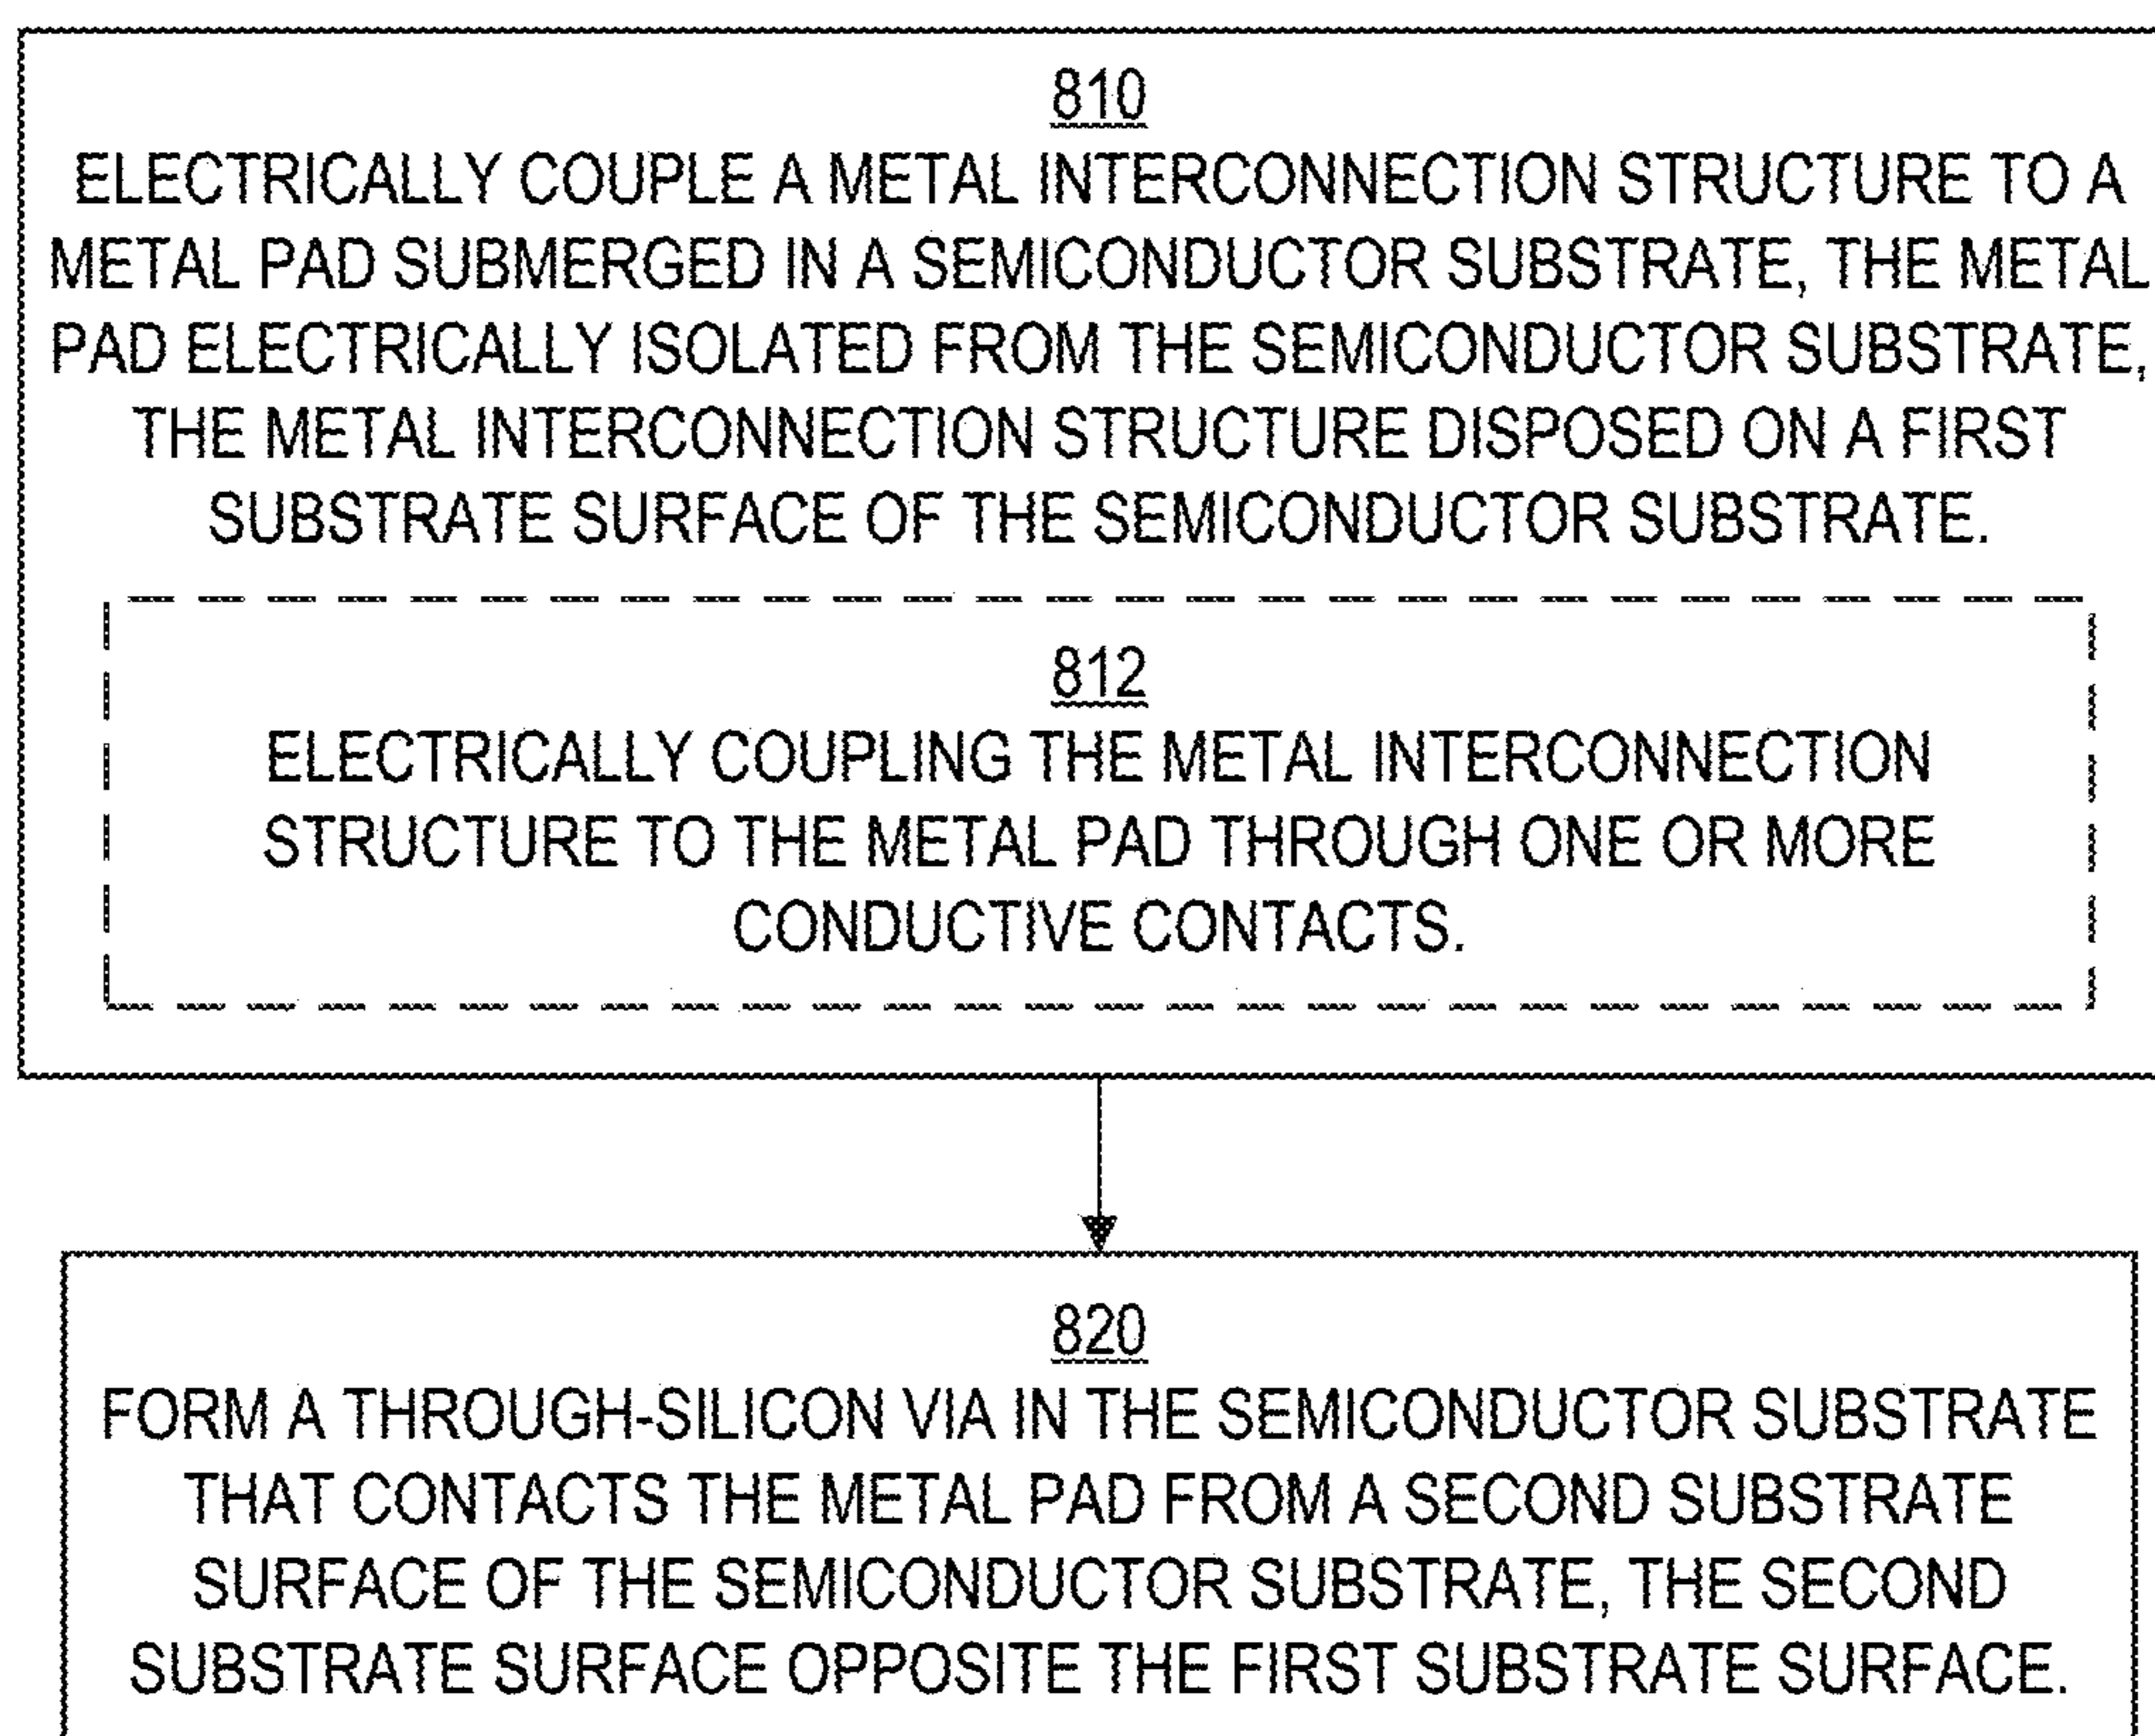 810
ELECTRICALLY COUPLE A METAL INTERCONNECTION STRUCTURE TO A
METAL PAD SUBMERGED IN A SEMICONDUCTOR SUBSTRATE, THE METAL
PAD ELECTRICALLY ISOLATED FROM THE SEMICONDUCTOR SUBSTRATE,
THE METAL INTERCONNECTION STRUCTURE DISPOSED ON A FIRST
SUBSTRATE SURFACE OF THE SEMICONDUCTOR SUBSTRATE.
812
ELECTRICALLY COUPLING THE METAL INTERCONNECTION
STRUCTURE TO THE METAL PAD THROUGH ONE OR MORE
CONDUCTIVE CONTACTS.
820
FORM A THROUGH-SILICON VIA IN THE SEMICONDUCTOR SUBSTRATE
THAT CONTACTS THE METAL PAD FROM A SECOND SUBSTRATE
SURFACE OF THE SEMICONDUCTOR SUBSTRATE, THE SECOND
SUBSTRATE SURFACE OPPOSITE THE FIRST SUBSTRATE SURFACE.